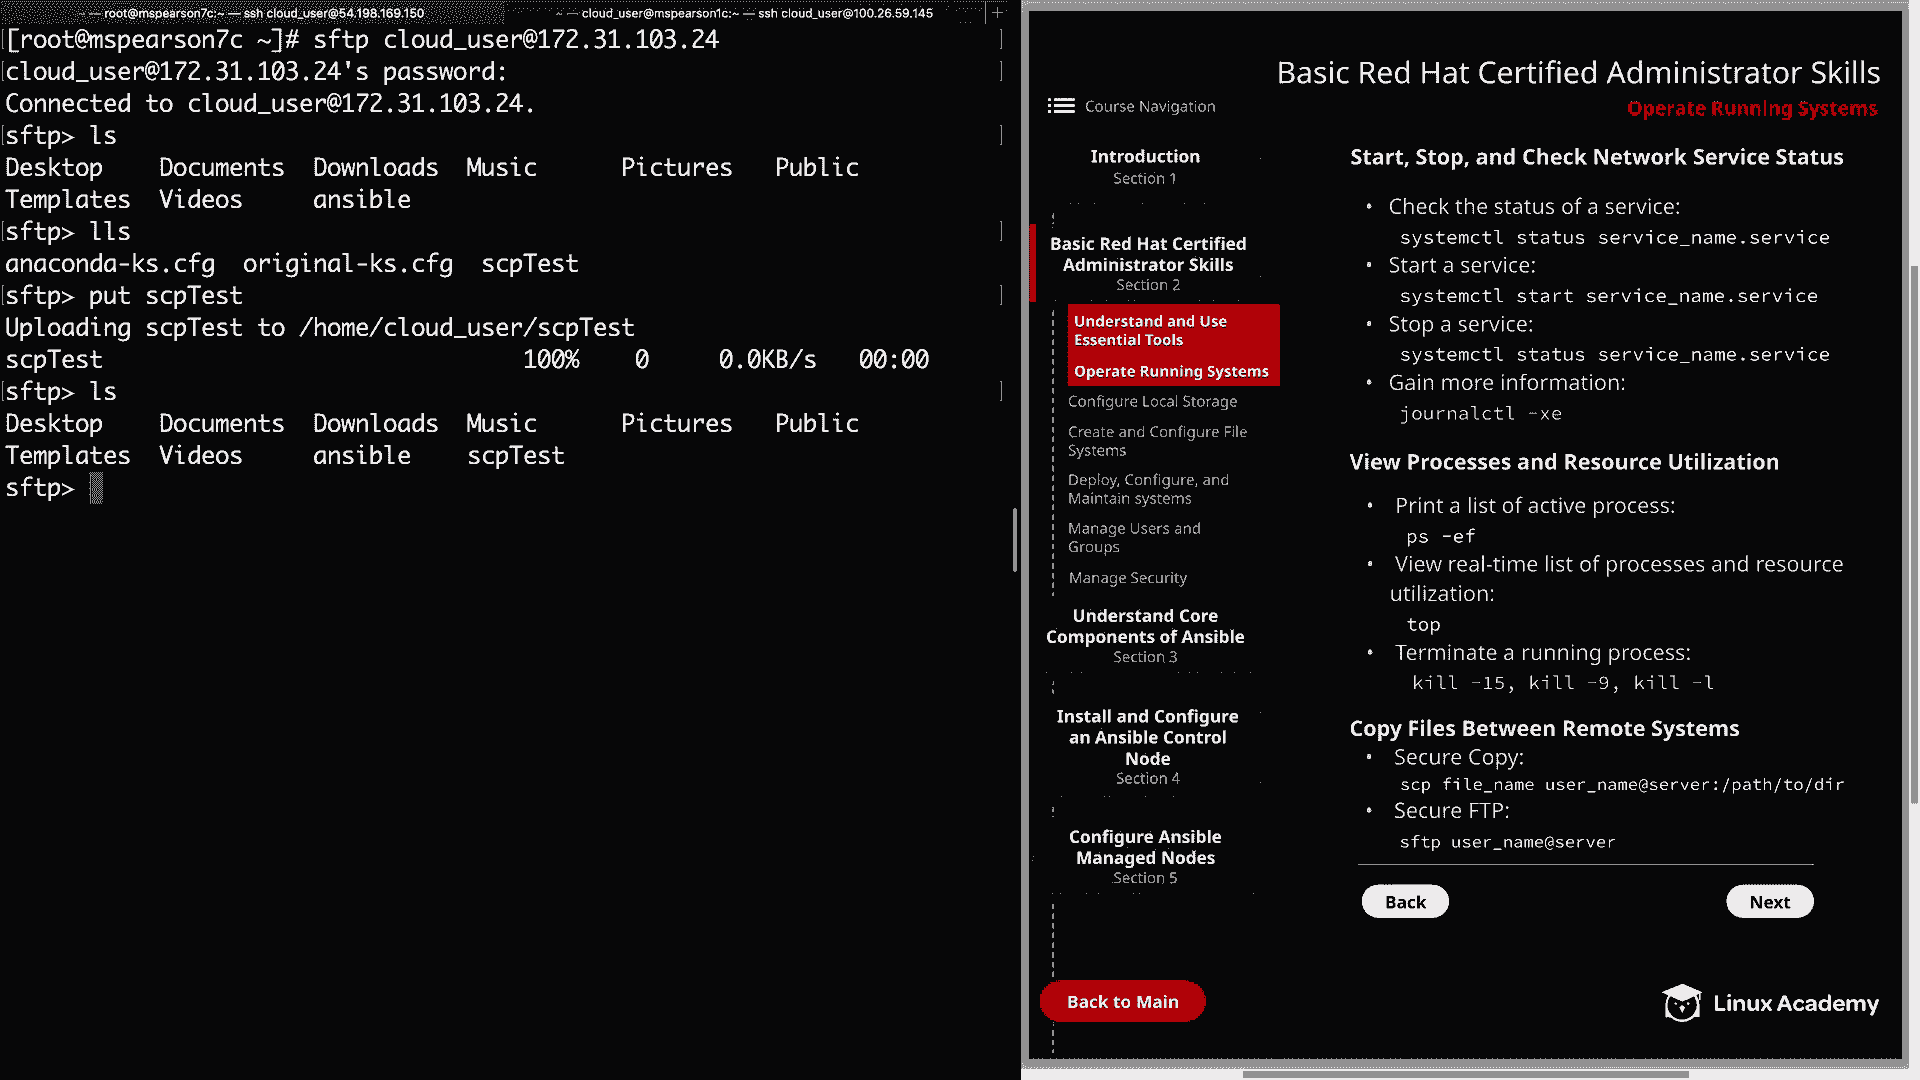 ~ — root@mspearson7c:~ — ssh cloud_user@54.198.169.150
~ — cloud_user@mspearson1c:~ — ssh cloud_user@100.26.59.145
+
[root@mspearson7c ~]# sftp cloud_user@172.31.103.24
cloud_user@172.31.103.24's password:
Connected to cloud_user@172.31.103.24.
sftp> ls
Desktop Documents Downloads Music Pictures Public
Templates Videos ansible
sftp> lls
anaconda-ks.cfg original-ks.cfg scpTest
sftp> put scpTest
Uploading scpTest to /home/cloud_user/scpTest
scpTest 100% 0 0.0KB/s 00:00
sftp> ls
Desktop Documents Downloads Music Pictures Public
Templates Videos ansible scpTest
sftp>
Basic Red Hat Certified Administrator Skills
Operate Running Systems
Course Navigation
Introduction
Section 1
Basic Red Hat Certified
Administrator Skills
Section 2
Understand and Use
Essential Tools
Operate Running Systems
Configure Local Storage
Create and Configure File
Systems
Deploy, Configure, and
Maintain systems
Manage Users and
Groups
Manage Security
Understand Core
Components of Ansible
Section 3
Install and Configure
an Ansible Control
Node
Section 4
Configure Ansible
Managed Nodes
Section 5
Back to Main
Start, Stop, and Check Network Service Status
• Check the status of a service:
systemctl status service_name.service
• Start a service:
systemctl start service_name.service
• Stop a service:
systemctl status service_name.service
• Gain more information:
journalctl -xe
View Processes and Resource Utilization
• Print a list of active process:
ps -ef
• View real-time list of processes and resource
utilization:
top
• Terminate a running process:
kill -15, kill -9, kill -l
Copy Files Between Remote Systems
• Secure Copy:
scp file_name user_name@server:/path/to/dir
• Secure FTP:
sftp user_name@server
Back
Next
Linux Academy